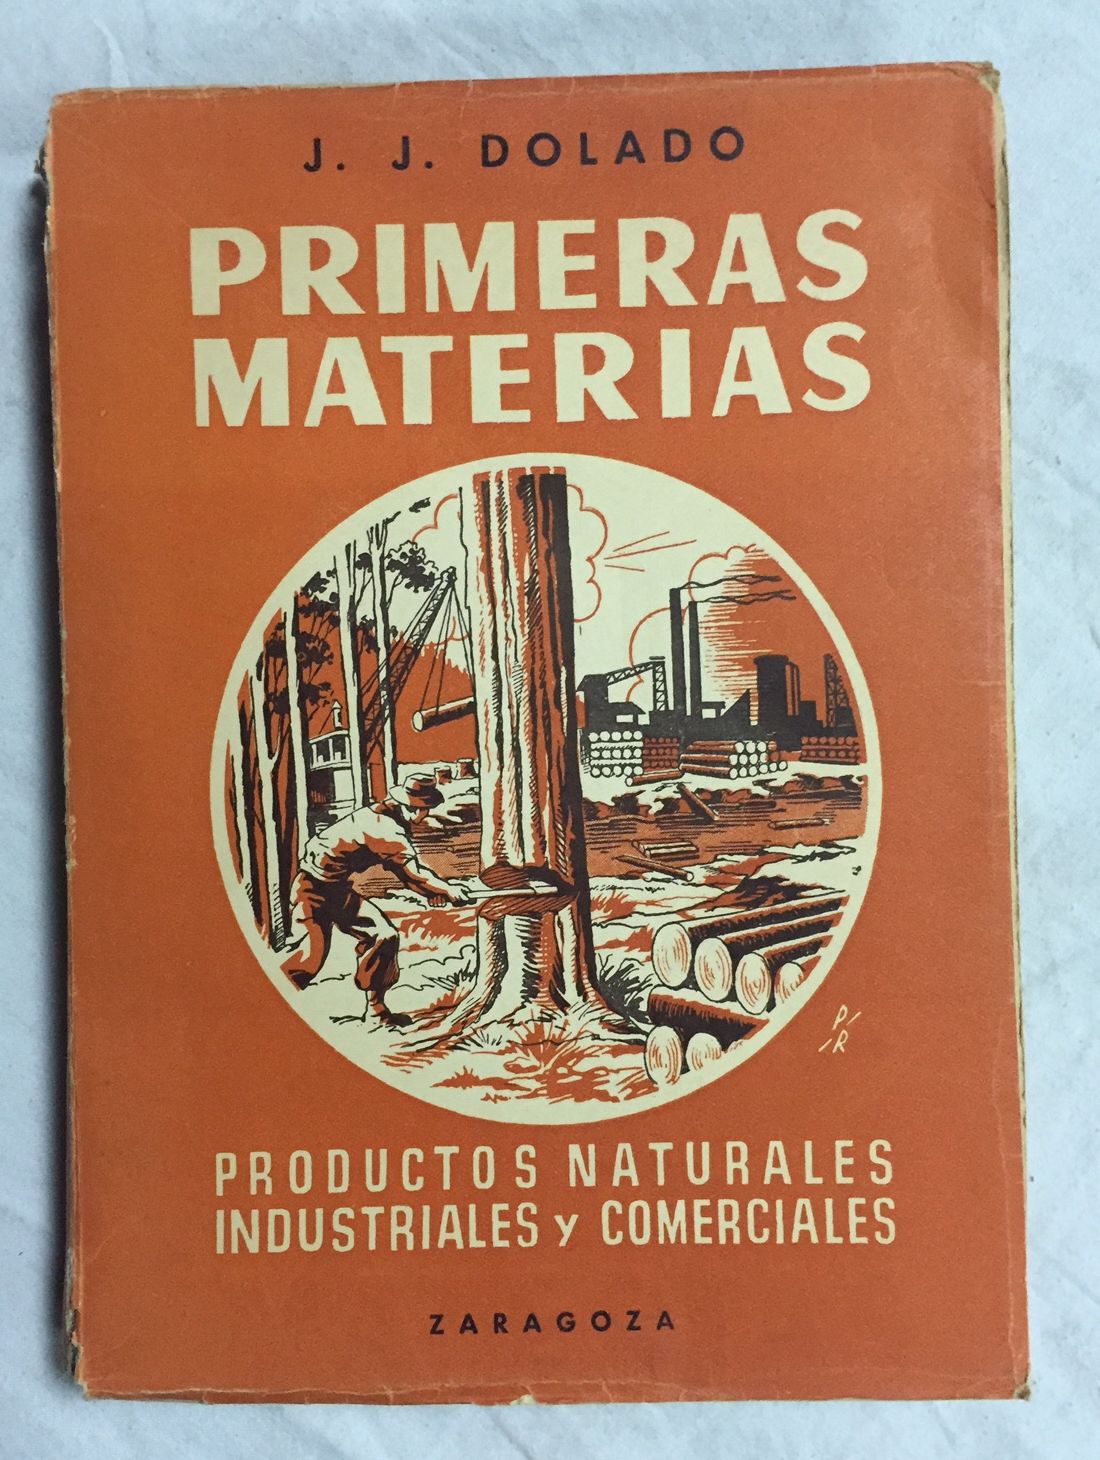 J. J. DOLADO
PRIMERAS
MATERIAS
P/
/R
PRODUCTOS NATURALES
INDUSTRIALES y COMERCIALES
ZARAGOZA